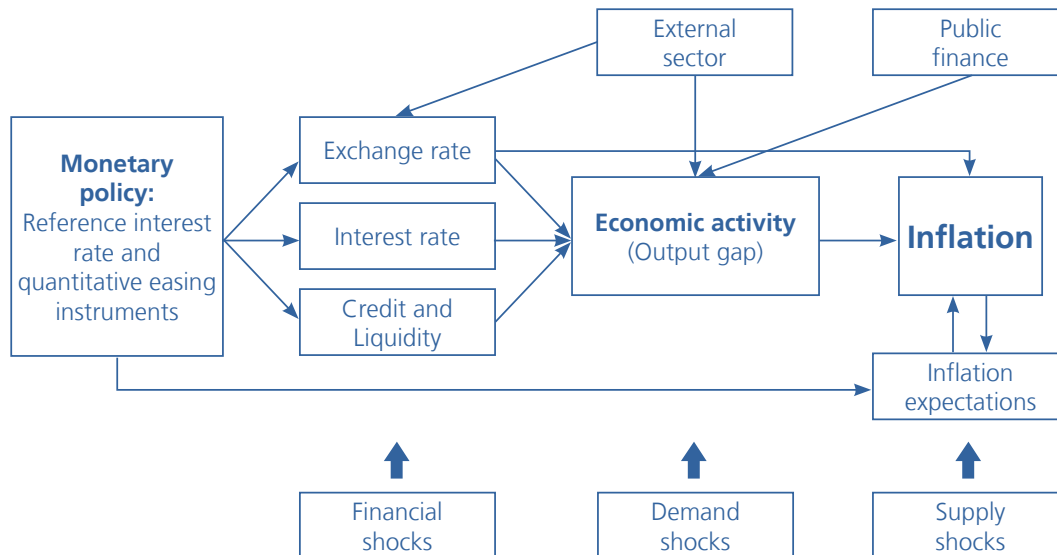 External
sector
Public
finance
Monetary
policy:
Reference interest
rate and
quantitative easing
instruments
Exchange rate
Interest rate
Credit and
Liquidity
Economic activity
(Output gap)
Inflation
Inflation
expectations
Financial
shocks
Demand
shocks
Supply
shocks